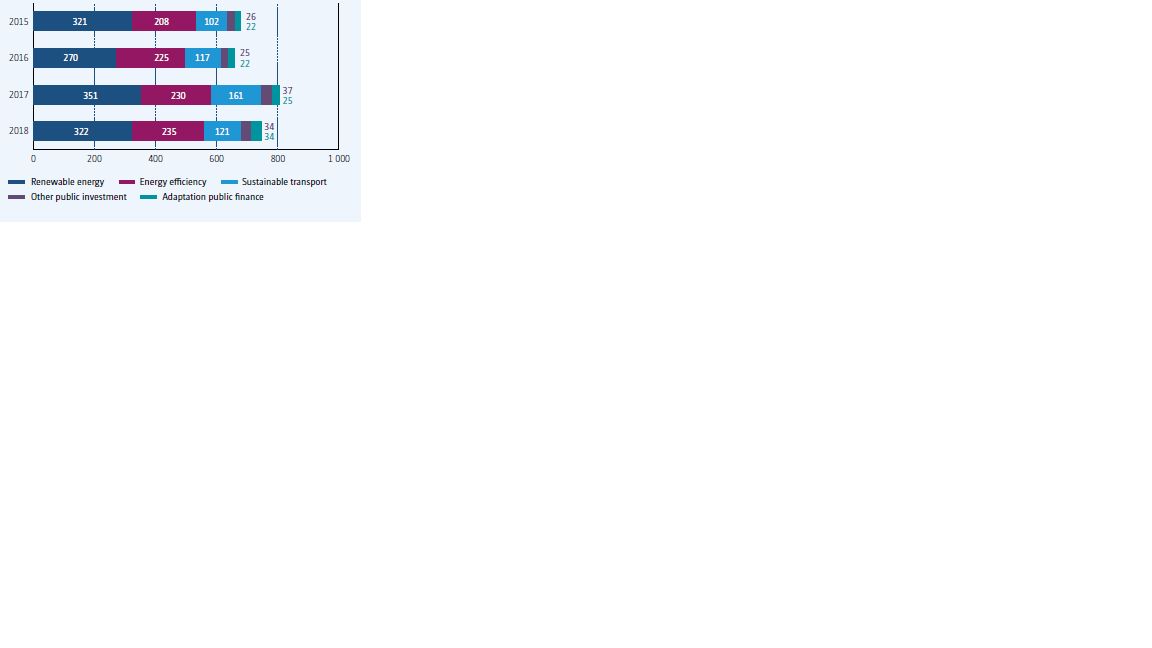 2015 321 208 102 26
22
2016 270 225 117 25
22
2017 351 230 161 37
25
2018 322 235 121 34
34
0 200 400 600 800 1 000
Renewable energy Energy efficiency Sustainable transport
Other public investment Adaptation public finance